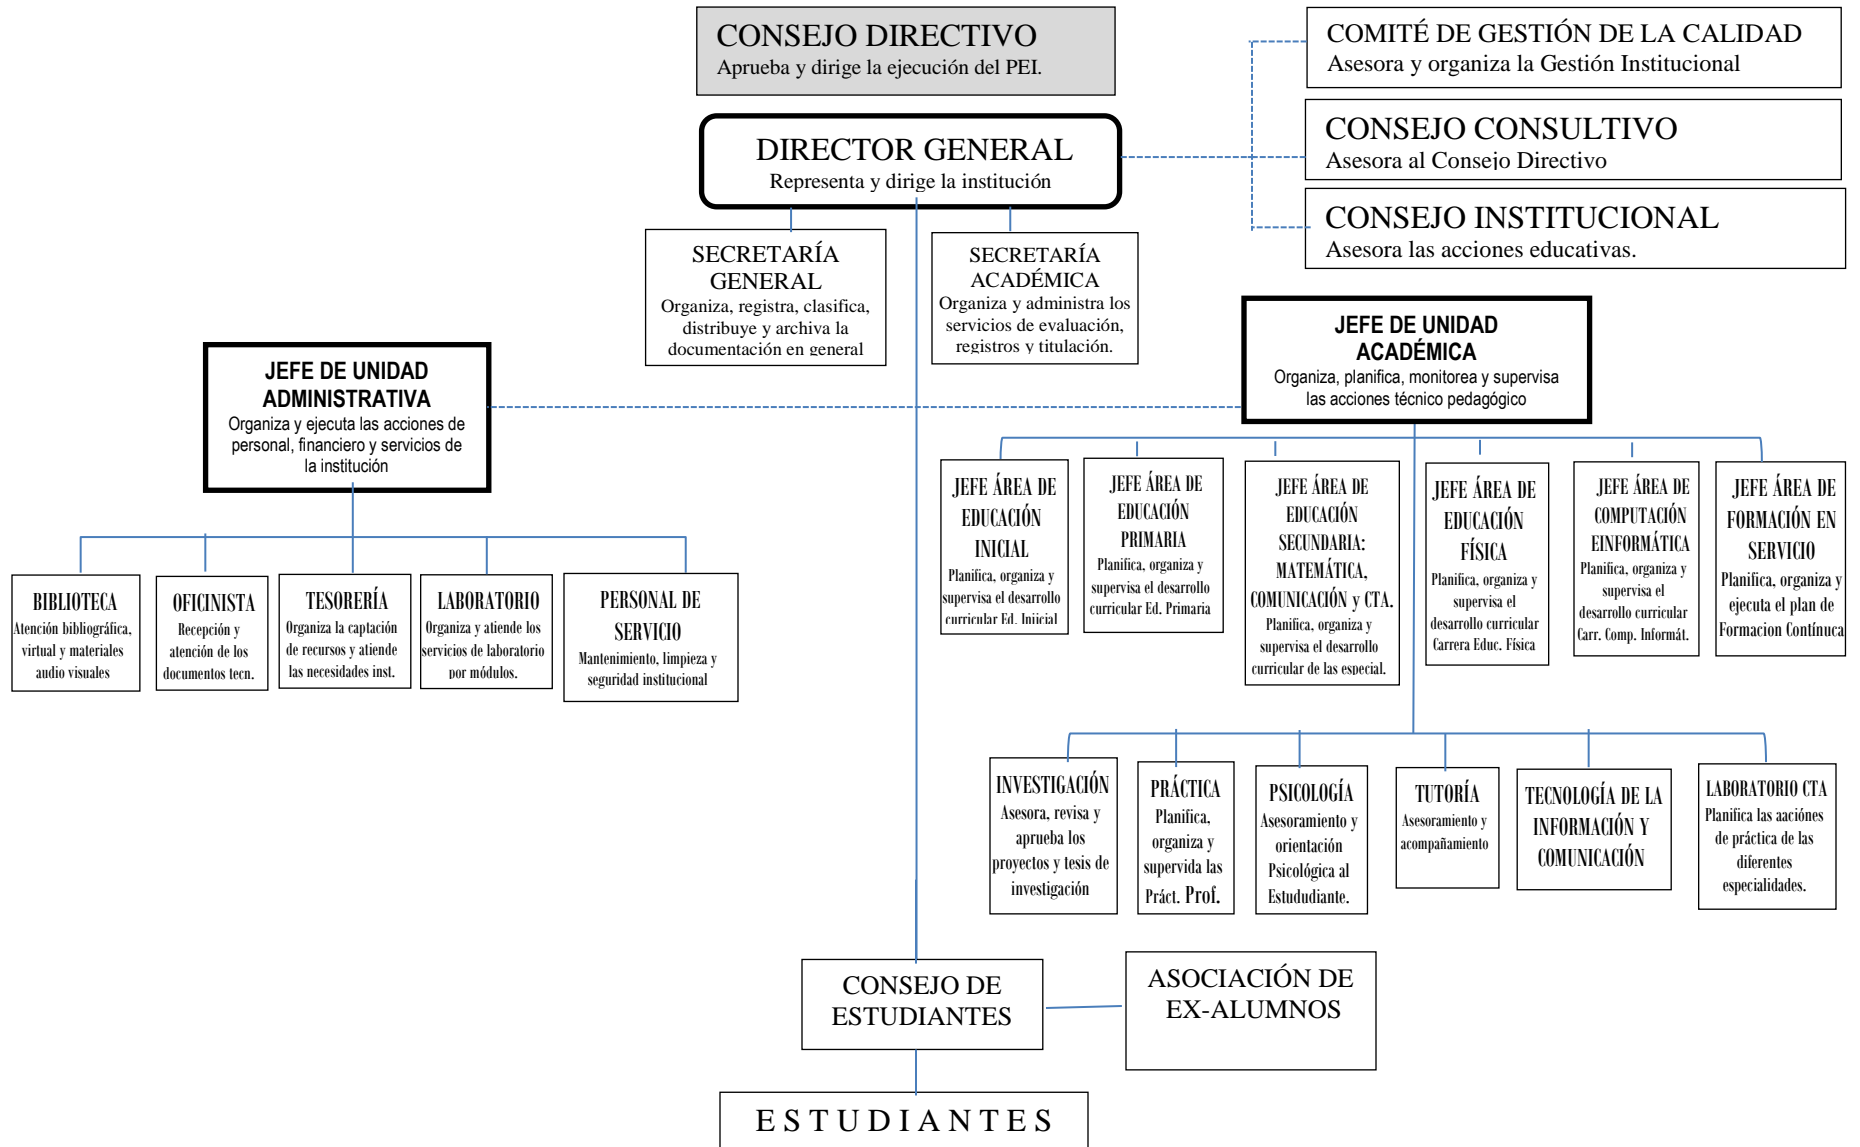 CONSEJO DIRECTIVO
Aprueba y dirige la ejecución del PEI.
COMITÉ DE GESTIÓN DE LA CALIDAD
Asesora y organiza la Gestión Institucional
CONSEJO CONSULTIVO
Asesora al Consejo Directivo
CONSEJO INSTITUCIONAL
Asesora las acciones educativas.
DIRECTOR GENERAL
Representa y dirige la institución
SECRETARÍA
GENERAL
Organiza, registra, clasifica,
distribuye y archiva la
documentación en general
SECRETARÍA
ACADÉMICA
Organiza y administra los
servicios de evaluación,
registros y titulación.
JEFE DE UNIDAD
ADMINISTRATIVA
Organiza y ejecuta las acciones de
personal, financiero y servicios de
la institución
JEFE DE UNIDAD
ACADÉMICA
Organiza, planifica, monitorea y supervisa
las acciones técnico pedagógico
BIBLIOTECA
Atención bibliográfica,
virtual y materiales
audio visuales
OFICINISTA
Recepción y
atención de los
documentos tecn.
TESORERÍA
Organiza la captación
de recursos y atiende
las necesidades inst.
LABORATORIO
Organiza y atiende los
servicios de laboratorio
por módulos.
PERSONAL DE
SERVICIO
Mantenimiento, limpieza y
seguridad institucional
JEFE ÁREA DE
EDUCACIÓN
INICIAL
Planifica, organiza y
supervisa el desarrollo
curricular Ed. Iniicial
JEFE ÁREA DE
EDUCACIÓN
PRIMARIA
Planifica, organiza y
supervisa el desarrollo
curricular Ed. Primaria
JEFE ÁREA DE
EDUCACIÓN
SECUNDARIA:
MATEMÁTICA,
COMUNICACIÓN y CTA.
Planifica, organiza y
supervisa el desarrollo
curricular de las especial.
JEFE ÁREA DE
EDUCACIÓN
FÍSICA
Planifica, organiza y
supervisa el
desarrollo curricular
Carrera Educ. Física
JEFE ÁREA DE
COMPUTACIÓN
EINFORMÁTICA
Planifica, organiza y
supervisa el
desarrollo curricular
Carr. Comp. Informát.
JEFE ÁREA DE
FORMACIÓN EN
SERVICIO
Planifica, organiza y
ejecuta el plan de
Formacion Contínuca
INVESTIGACIÓN
Asesora, revisa y
aprueba los
proyectos y tesis de
investigación
PRÁCTICA
Planifica,
organiza y
supervida las
Práct. Prof.
PSICOLOGÍA
Asesoramiento y
orientación
Psicológica al
Estududiante.
TUTORÍA
Asesoramiento y
acompañamiento
TECNOLOGÍA DE LA
INFORMACIÓN Y
COMUNICACIÓN
LABORATORIO CTA
Planifica las aaciónes
de práctica de las
diferentes
especialidades.
CONSEJO DE
ESTUDIANTES
ASOCIACIÓN DE
EX-ALUMNOS
E S T U D I A N T E S